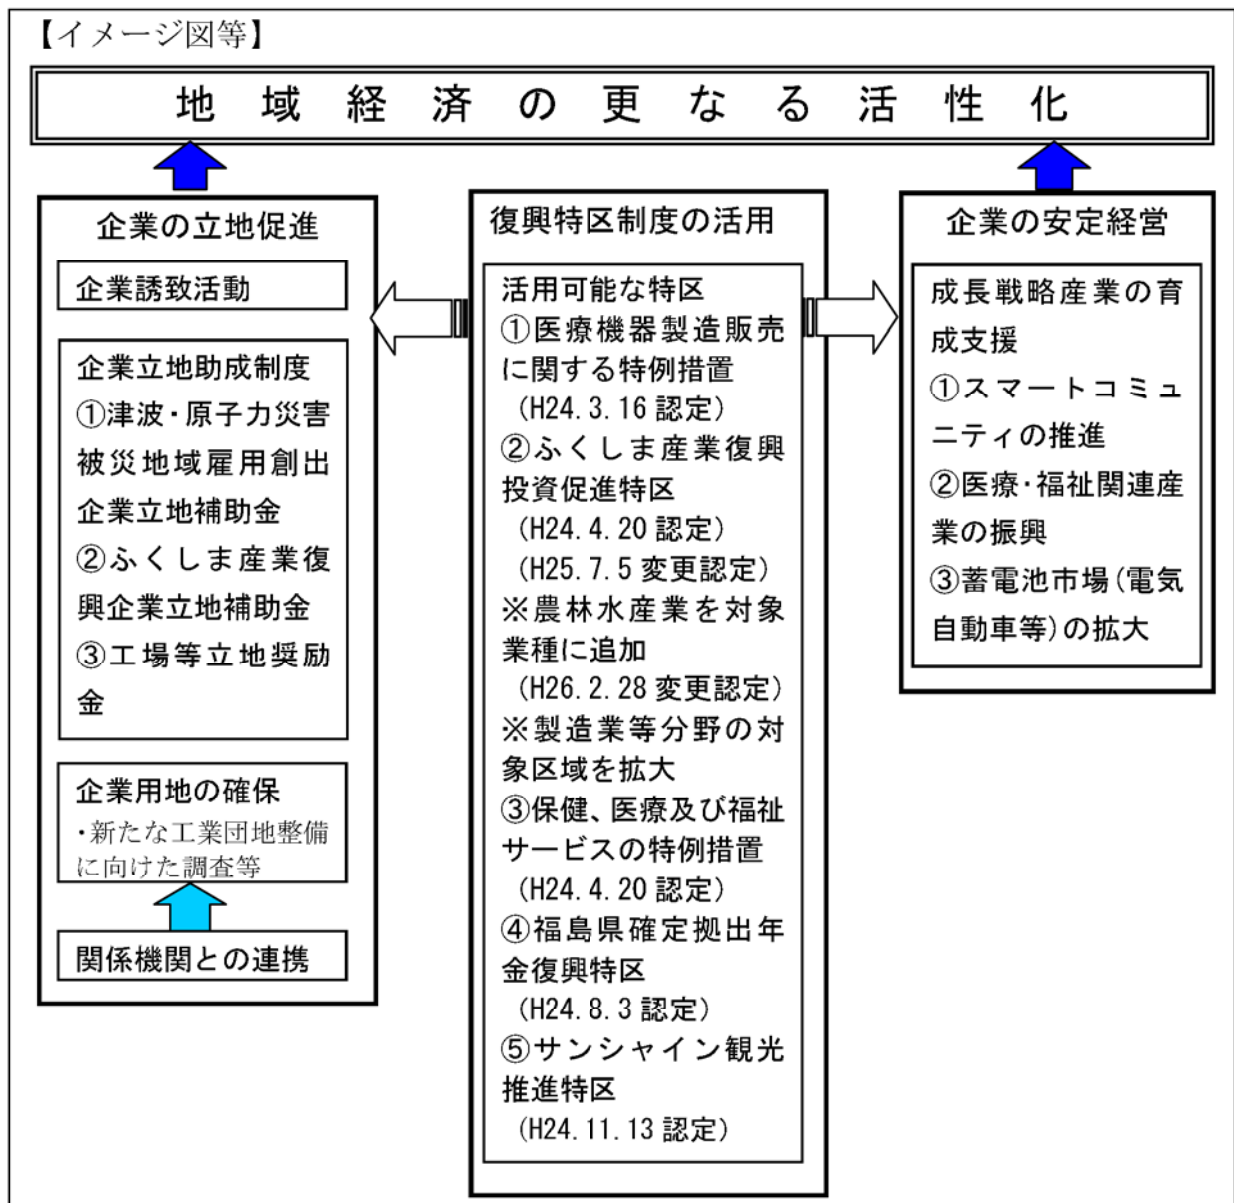 【イメージ図等】
地域経済の更なる活性化
企業の立地促進
企業誘致活動
企業立地助成制度
①津波・原子力災害
被災地域雇用創出
企業立地補助金
②ふくしま産業復
興企業立地補助金
③工場等立地奨励
金
企業用地の確保
・新たな工業団地整備
に向けた調査等
関係機関との連携
復興特区制度の活用
活用可能な特区
①医療機器製造販売
に関する特例措置
（H24.3.16 認定）
②ふくしま産業復興
投資促進特区
（H24.4.20 認定）
（H25.7.5 変更認定）
※農林水産業を対象
業種に追加
（H26.2.28 変更認定）
※製造業等分野の対
象区域を拡大
③保健、医療及び福祉
サービスの特例措置
（H24.4.20 認定）
④福島県確定拠出年
金復興特区
（H24.8.3 認定）
⑤サンシャイン観光
推進特区
（H24.11.13 認定）
企業の安定経営
成長戦略産業の育
成支援
①スマートコミュ
ニティの推進
②医療・福祉関連産
業の振興
③蓄電池市場（電気
自動車等）の拡大